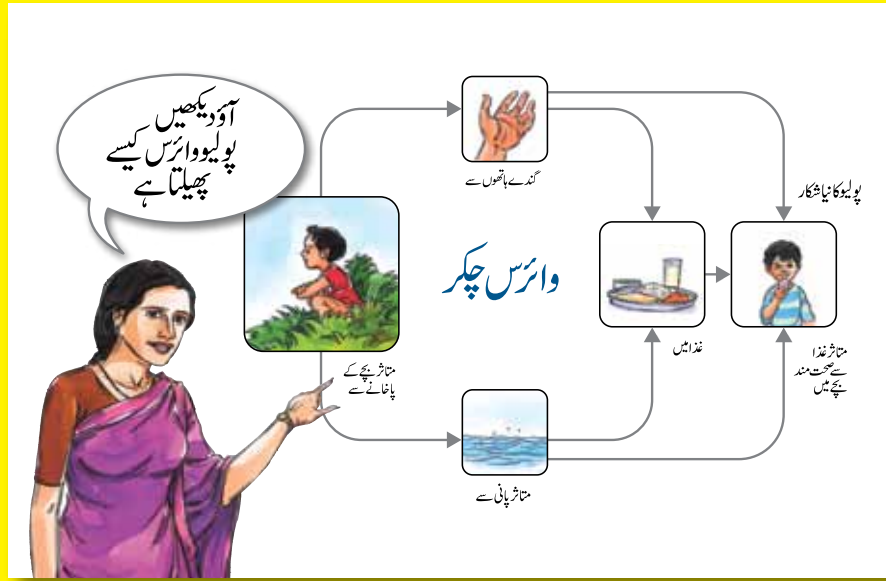 آؤ دیکھیں
پولیو وائرس کیسے
پھیلتا ہے
گندے ہاتھوں سے
پولیو کا نیا شکار
وائرس چکر
متاثر بچے کے
پاخانے سے
غذا میں
متاثر غذا
سے صحت مند
بچے میں
متاثر پانی سے